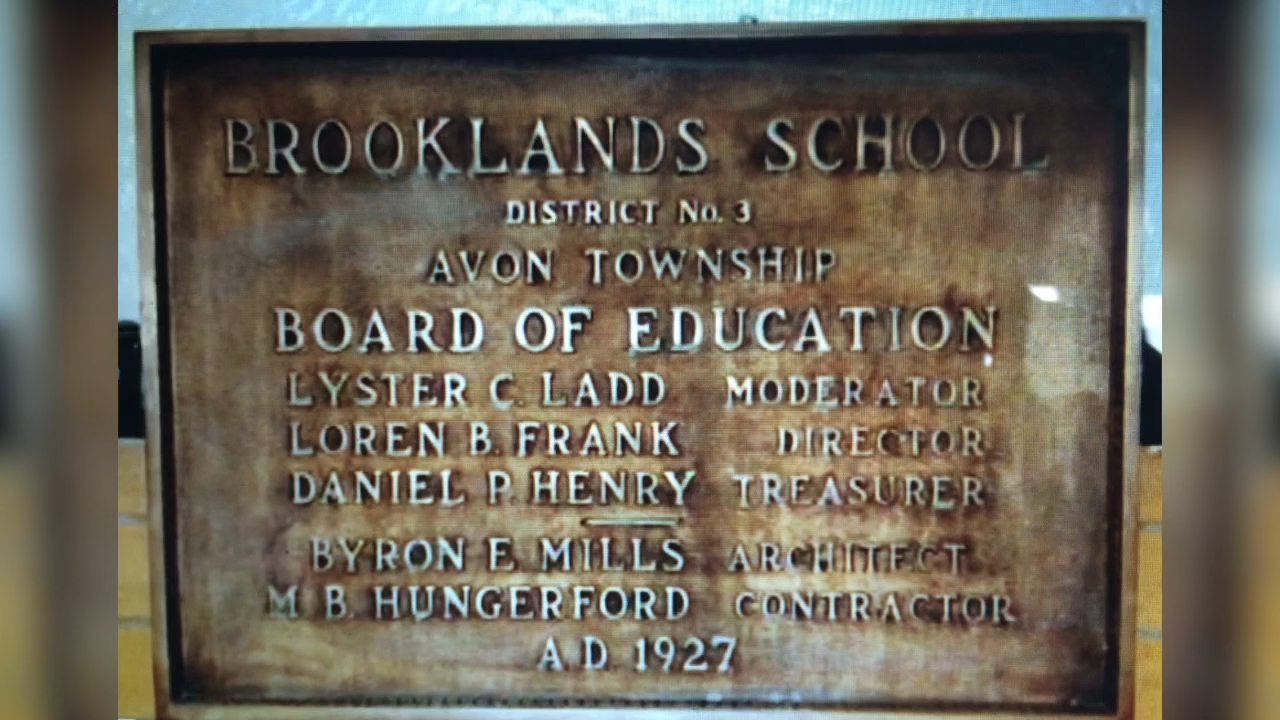 BROOKLANDS SCHOOL
DISTRICT No. 3
AVON TOWNSHIP
BOARD OF EDUCATION
LYSTER C. LADD MODERATOR
LOREN B. FRANK DIRECTOR
DANIEL P. HENRY TREASURER
BYRON E. MILLS ARCHITECT
M. B. HUNGERFORD CONTRACTOR
A D 1927